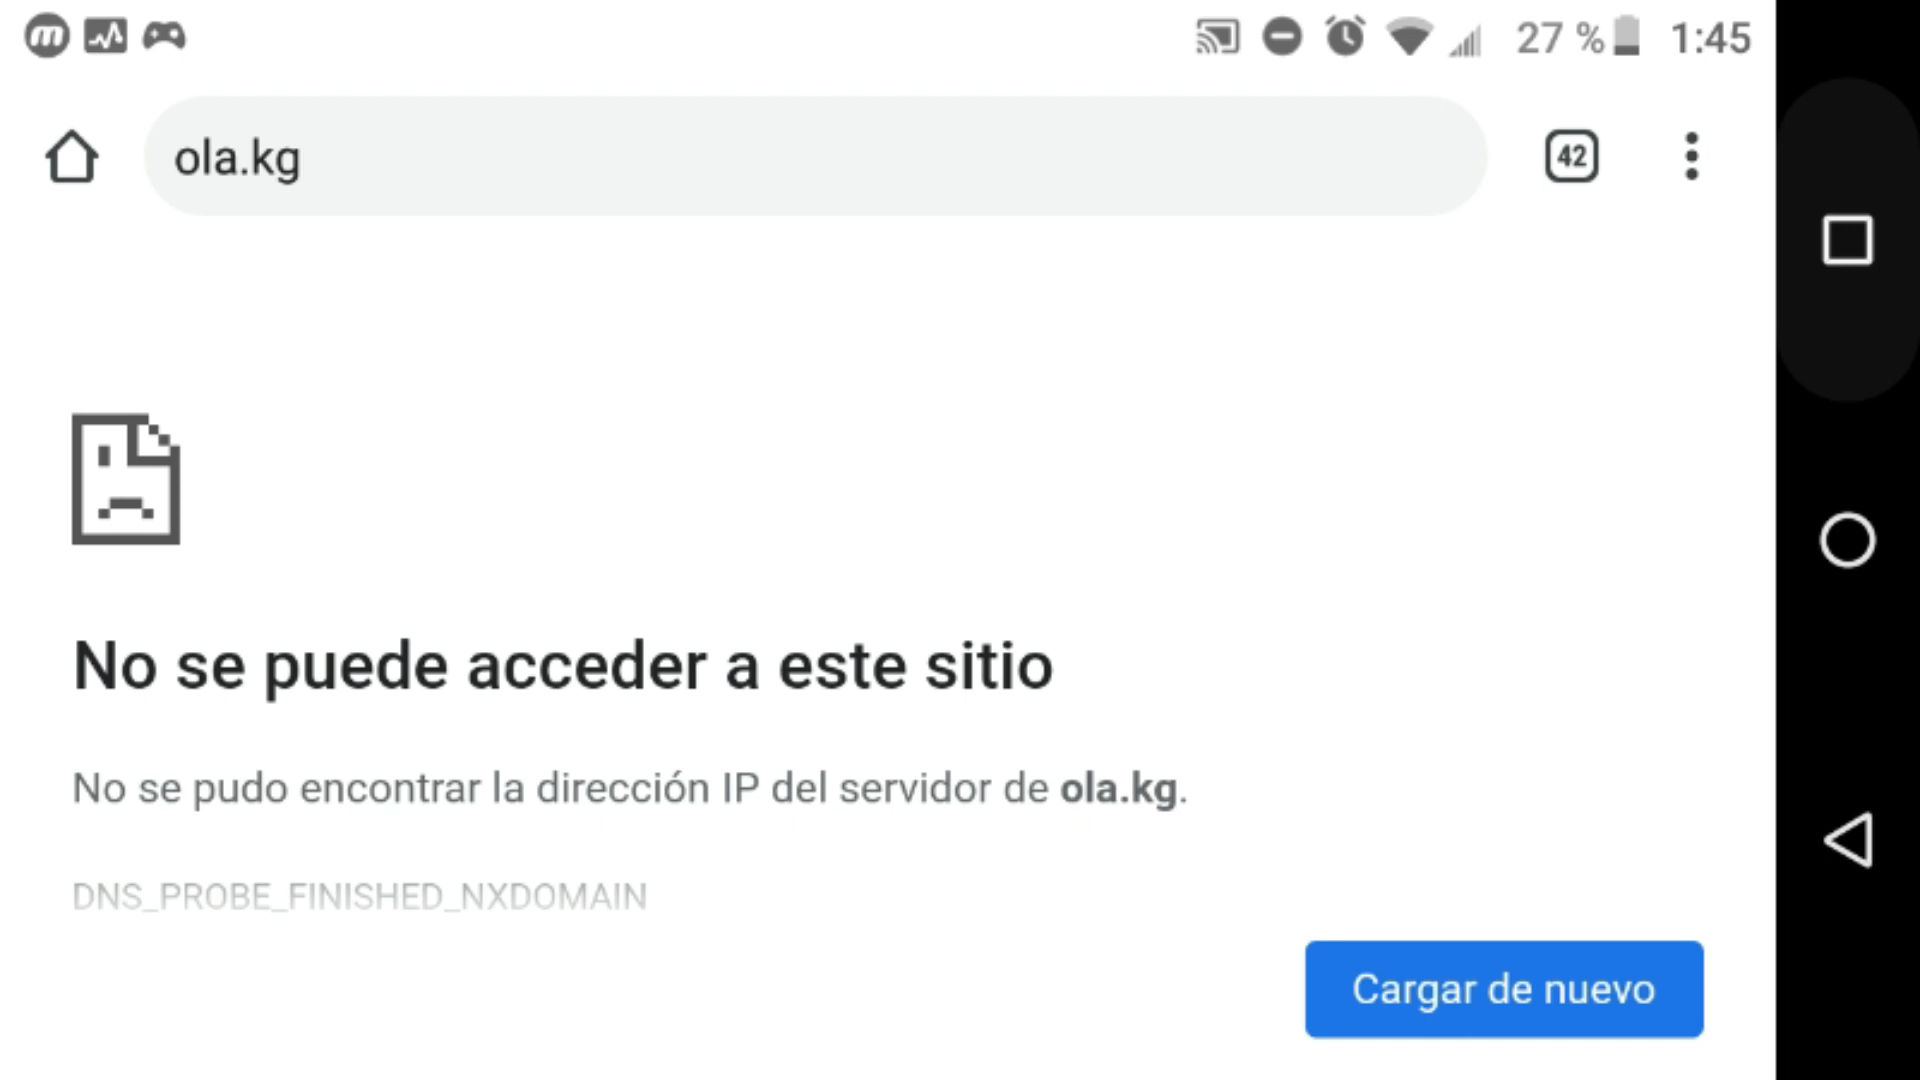 27 % 1:45
ola.kg
42
No se puede acceder a este sitio
No se pudo encontrar la dirección IP del servidor de ola.kg.
DNS_PROBE_FINISHED_NXDOMAIN
Cargar de nuevo